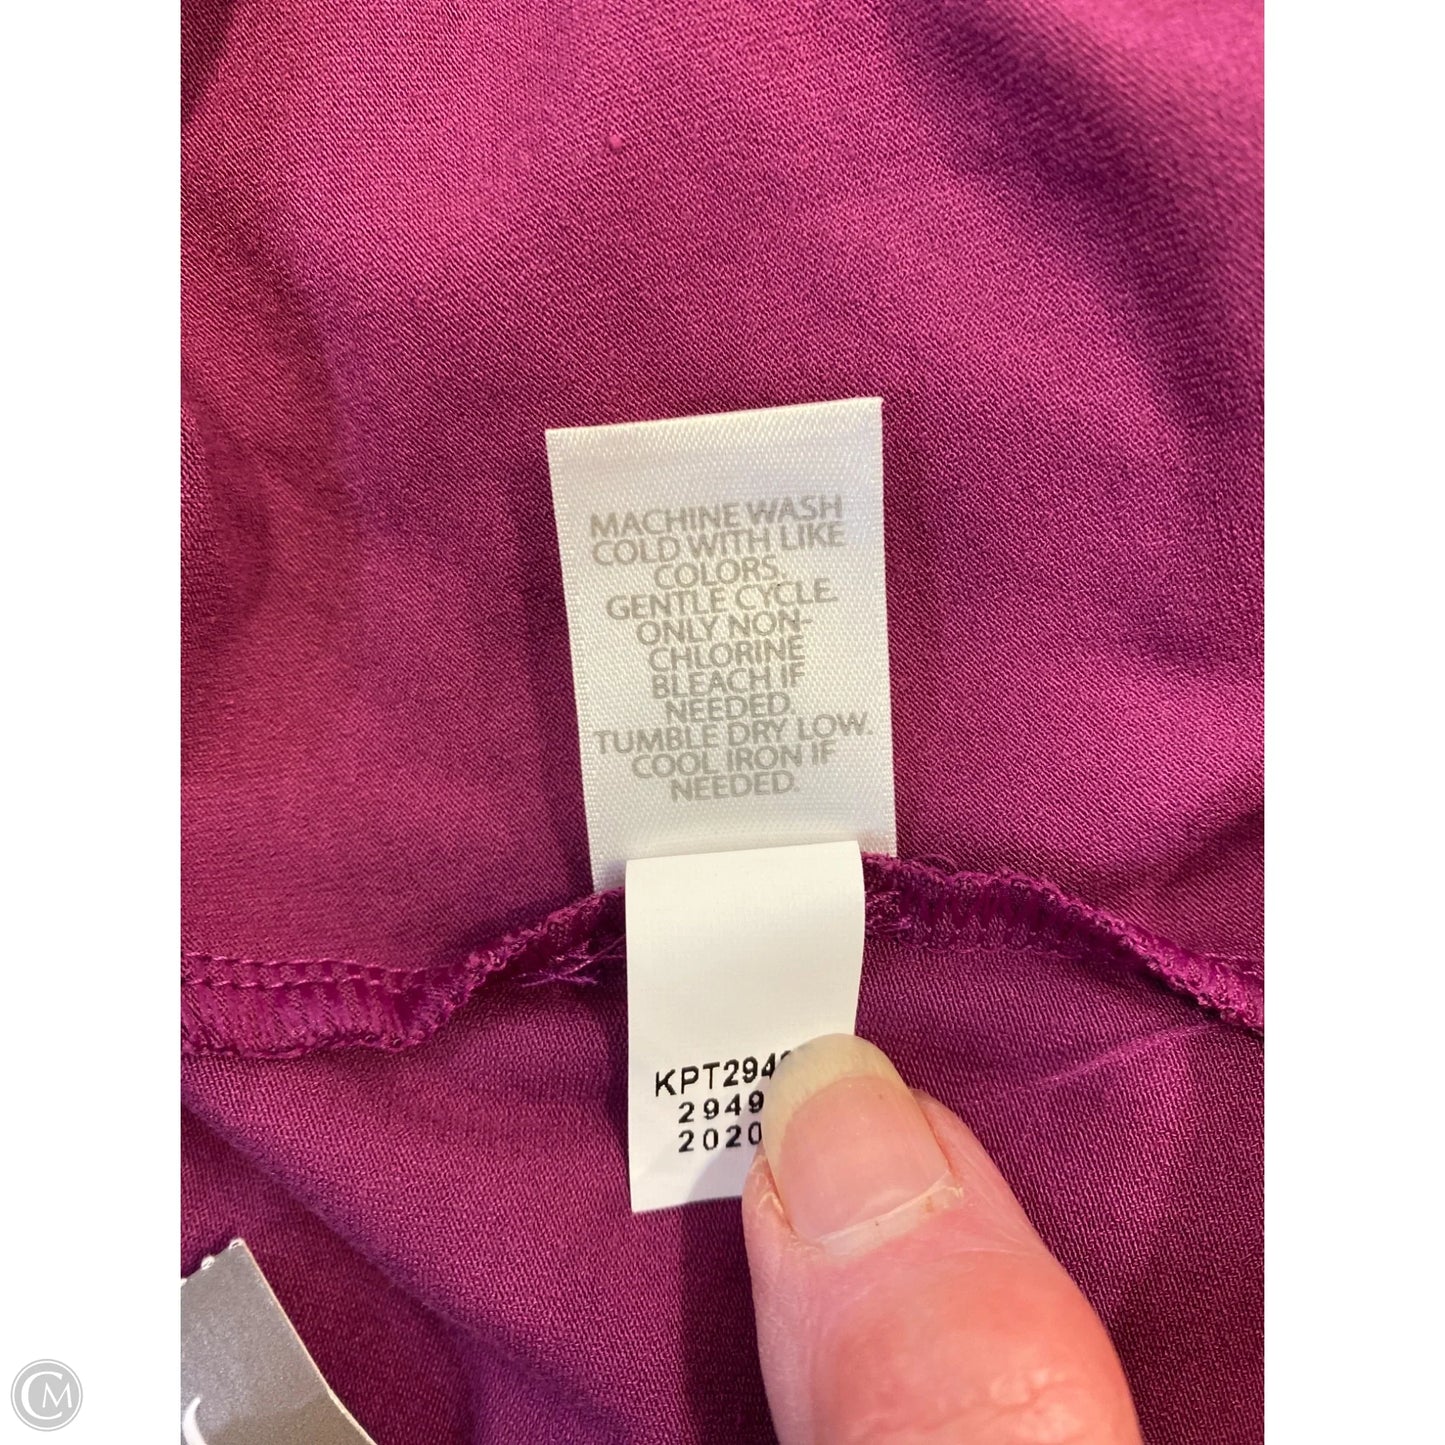 MACHINE WASH
COLD WITH LIKE
COLORS.
GENTLE CYCLE.
ONLY NON-
CHLORINE
BLEACH IF
NEEDED.
TUMBLE DRY LOW.
COOL IRON IF
NEEDED.
KPT294
2949
2020
CM